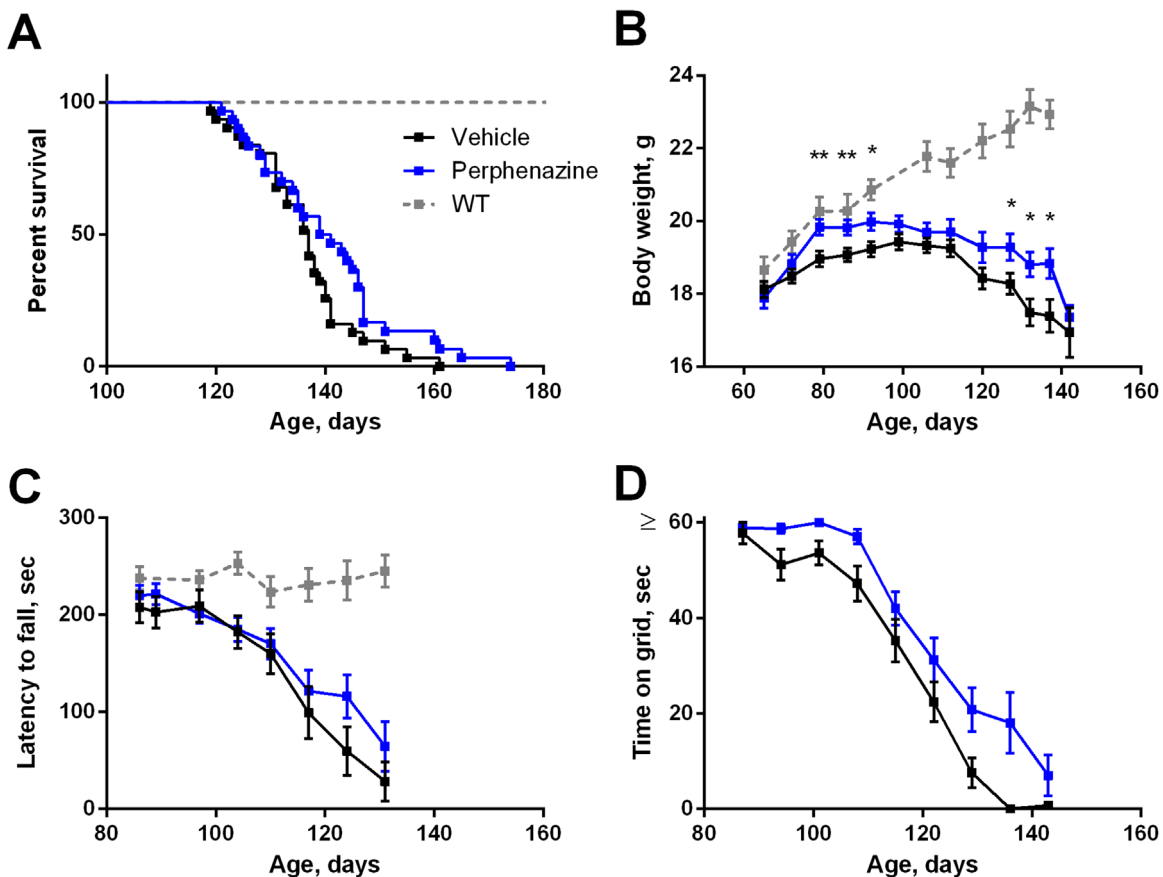 A
Percent survival
100
50
0
100 120 140 160 180
Age, days
Vehicle
Perphenazine
WT
B
Body weight, g
24
22
20
18
16
** ** *
* * *
60 80 100 120 140 160
Age, days
C
Latency to fall, sec
300
200
100
0
80 100 120 140 160
Age, days
D
Time on grid, sec
≥ 60
40
20
0
80 100 120 140 160
Age, days